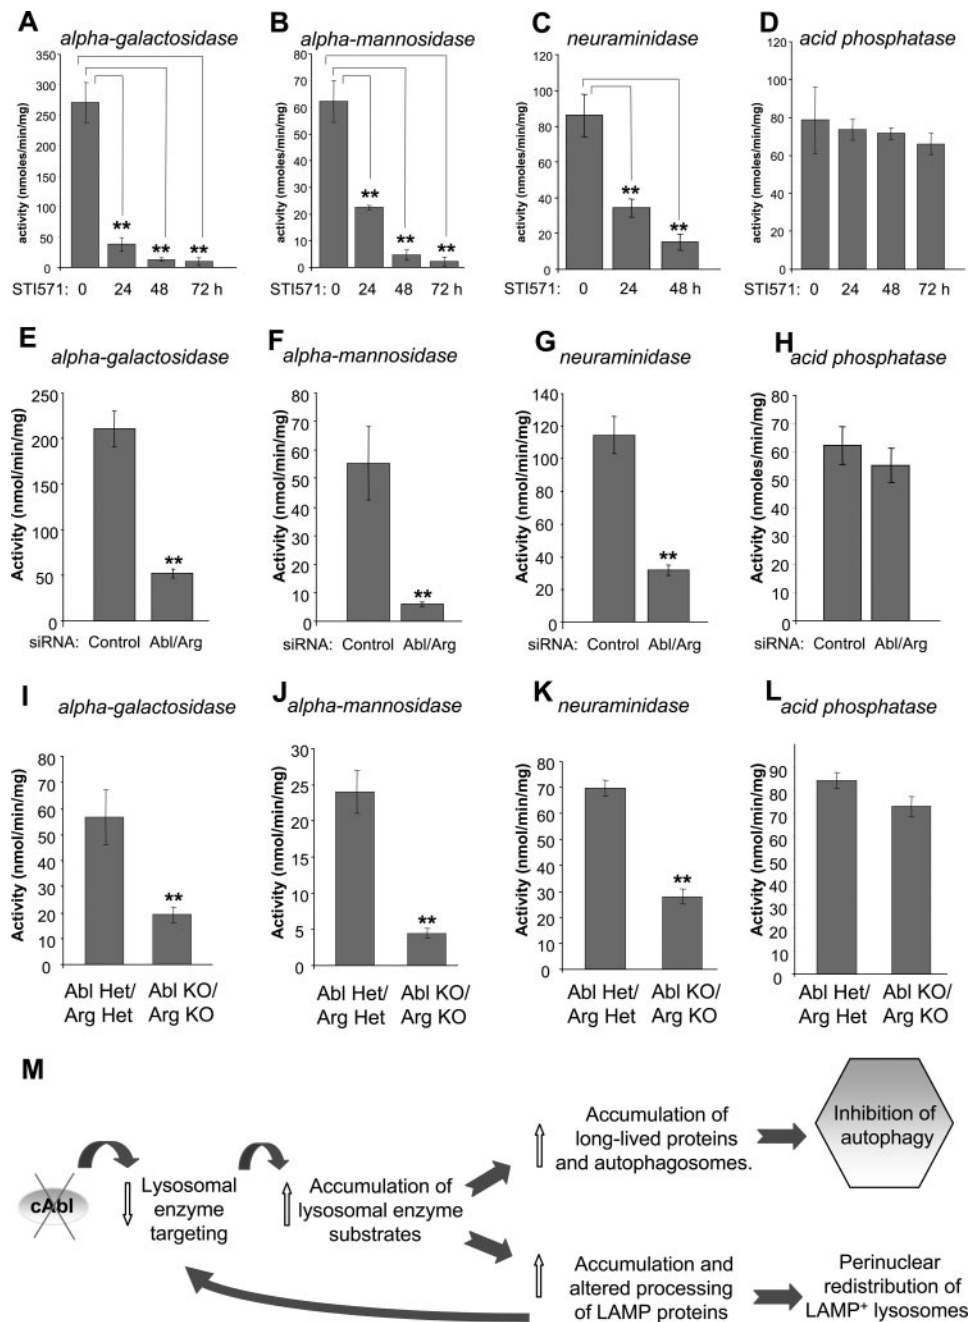 A
alpha-galactosidase
activity (nmoles/min/mg)
350
300
250
200
150
300
50
0
**
**
**
STI571: 0 24 48 72 h
B
alpha-mannosidase
activity (nmoles/min/mg)
80
70
60
50
40
30
20
10
0
**
**
**
STI571: 0 24 48 72 h
C
neuraminidase
activity (nmoles/min/mg)
120
100
80
60
40
20
0
**
**
STI571: 0 24 48 h
D
acid phosphatase
activity (nmoles/min/mg)
140
120
100
80
60
40
20
0
STI571: 0 24 48 72 h
E
alpha-galactosidase
Activity (nmol/min/mg)
250
200
250
100
50
0
**
siRNA: Control Abl/Arg
F
alpha-mannosidase
Activity (nmol/min/mg)
80
70
60
50
40
30
20
10
0
**
siRNA: Control Abl/Arg
G
neuraminidase
Activity (nmol/min/mg)
140
120
100
80
60
40
20
0
**
siRNA: Control Abl/Arg
H
acid phosphatase
Activity (nmoles/min/mg)
80
70
60
50
40
30
20
10
0
siRNA: Control Abl/Arg
I
alpha-galactosidase
Activity (nmol/min/mg)
80
70
60
50
40
30
20
10
0
**
Abl Het/ Abl KO/
Arg Het Arg KO
J
alpha-mannosidase
Activity (nmol/min/mg)
30
25
20
15
10
5
0
**
Abl Het/ Abl KO/
Arg Het Arg KO
K
neuraminidase
Activity (nmol/min/mg)
80
70
60
50
40
30
20
10
0
**
Abl Het/ Abl KO/
Arg Het Arg KO
L
acid phosphatase
Activity (nmol/min/mg)
90
80
70
60
50
40
30
20
10
0
Abl Het/ Abl KO/
Arg Het Arg KO
M
cAbl
Lysosomal
enzyme
targeting
Accumulation of
lysosomal enzyme
substrates
Accumulation of
long-lived proteins
and autophagosomes.
Inhibition of
autophagy
Accumulation and
altered processing
of LAMP proteins
Perinuclear
redistribution of
LAMP+ lysosomes